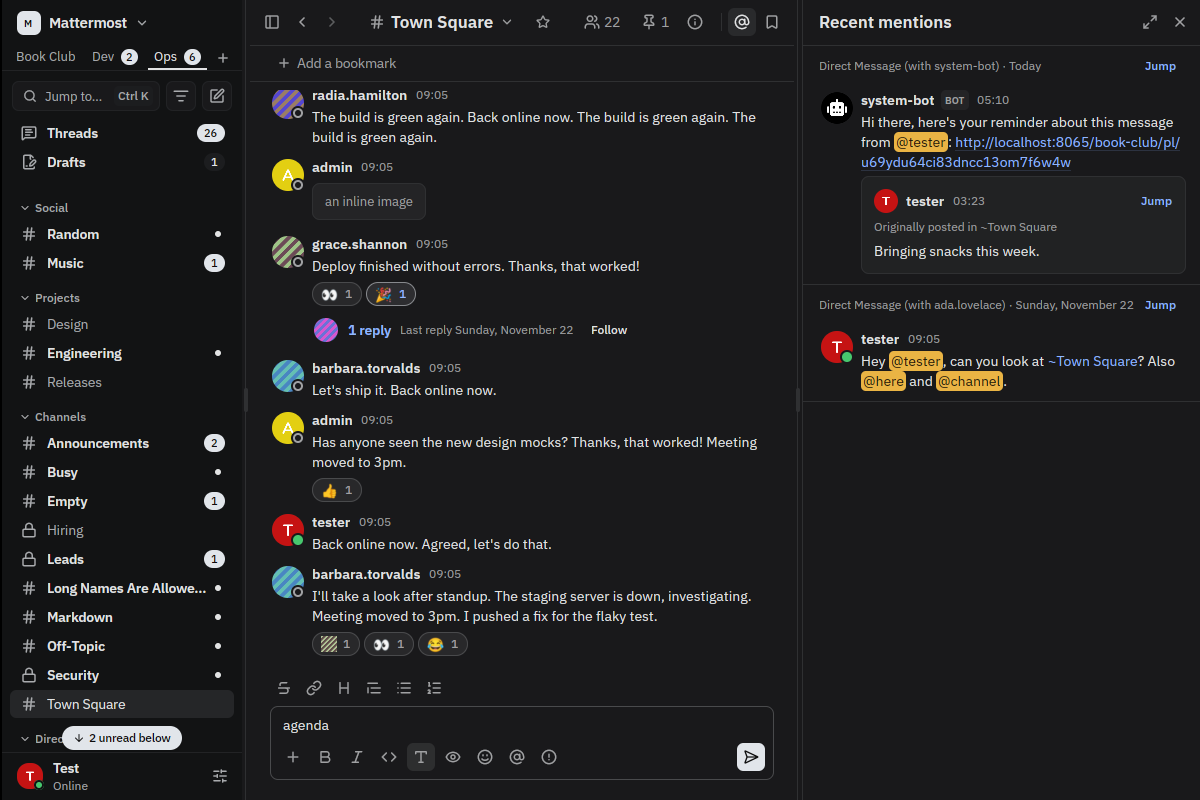 M Mattermost
Book Club Dev 2 Ops 6
Jump to... Ctrl K
Threads 26
Drafts 1
Social
Random
Music 1
Projects
Design
Engineering
Releases
Channels
Announcements 2
Busy
Empty 1
Hiring
Leads 1
Long Names Are Allowe...
Markdown
Off-Topic
Security
Town Square
Direc
2 unread below
T Test
Online
# Town Square 22 1
Add a bookmark
radia.hamilton 09:05
The build is green again. Back online now. The build is green again. The
build is green again.
A admin 09:05
an inline image
grace.shannon 09:05
Deploy finished without errors. Thanks, that worked!
👀 1 🎉 1
1 reply Last reply Sunday, November 22 Follow
barbara.torvalds 09:05
Let's ship it. Back online now.
A admin 09:05
Has anyone seen the new design mocks? Thanks, that worked! Meeting
moved to 3pm.
👍 1
T tester 09:05
Back online now. Agreed, let's do that.
barbara.torvalds 09:05
I'll take a look after standup. The staging server is down, investigating.
Meeting moved to 3pm. I pushed a fix for the flaky test.
1 👀 1 😂 1
agenda
Recent mentions
Direct Message (with system-bot) · Today Jump
system-bot BOT 05:10
Hi there, here's your reminder about this message
from @tester: http://localhost:8065/book-club/pl/
u69ydu64ci83dncc13om7f6w4w
T tester 03:23 Jump
Originally posted in ~Town Square
Bringing snacks this week.
Direct Message (with ada.lovelace) · Sunday, November 22 Jump
T tester 09:05
Hey @tester, can you look at ~Town Square? Also
@here and @channel.